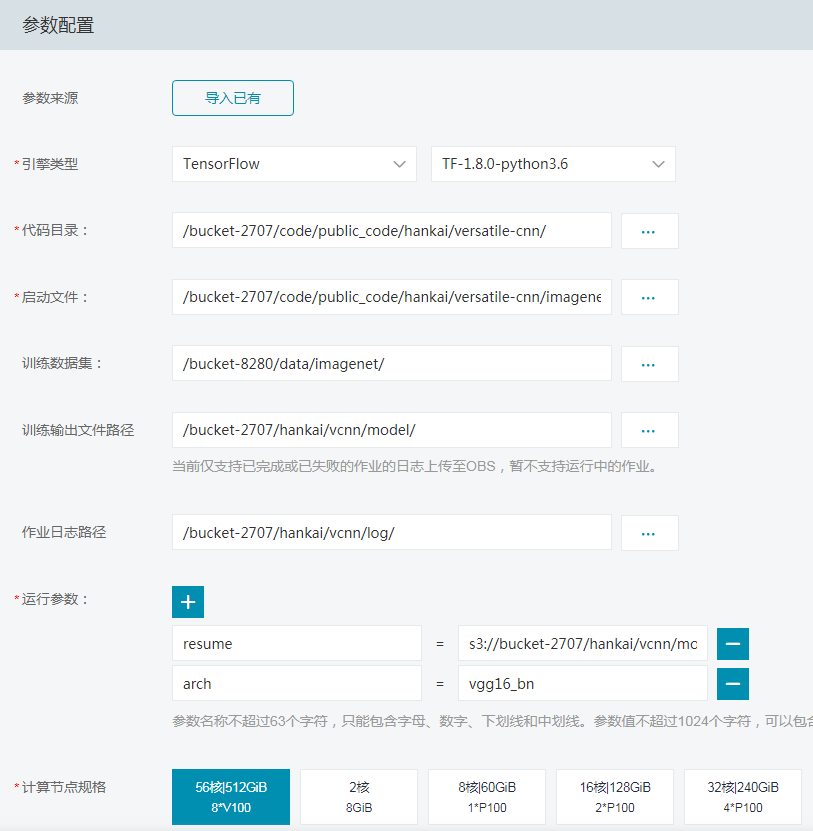 参数配置
参数来源
导入已有
*引擎类型
TensorFlow
TF-1.8.0-python3.6
*代码目录：
/bucket-2707/code/public_code/hankai/versatile-cnn/
...
*启动文件：
/bucket-2707/code/public_code/hankai/versatile-cnn/imagene
...
训练数据集：
/bucket-8280/data/imagenet/
...
训练输出文件路径
/bucket-2707/hankai/vcnn/model/
...
当前仅支持已完成或已失败的作业的日志上传至OBS，暂不支持运行中的作业。
作业日志路径
/bucket-2707/hankai/vcnn/log/
...
*运行参数：
+
resume = s3://bucket-2707/hankai/vcnn/mo −
arch = vgg16_bn −
参数名称不超过63个字符，只能包含字母、数字、下划线和中划线。参数值不超过1024个字符，可以包含
*计算节点规格
56核|512GiB
8*V100
2核
8GiB
8核|60GiB
1*P100
16核|128GiB
2*P100
32核|240GiB
4*P100